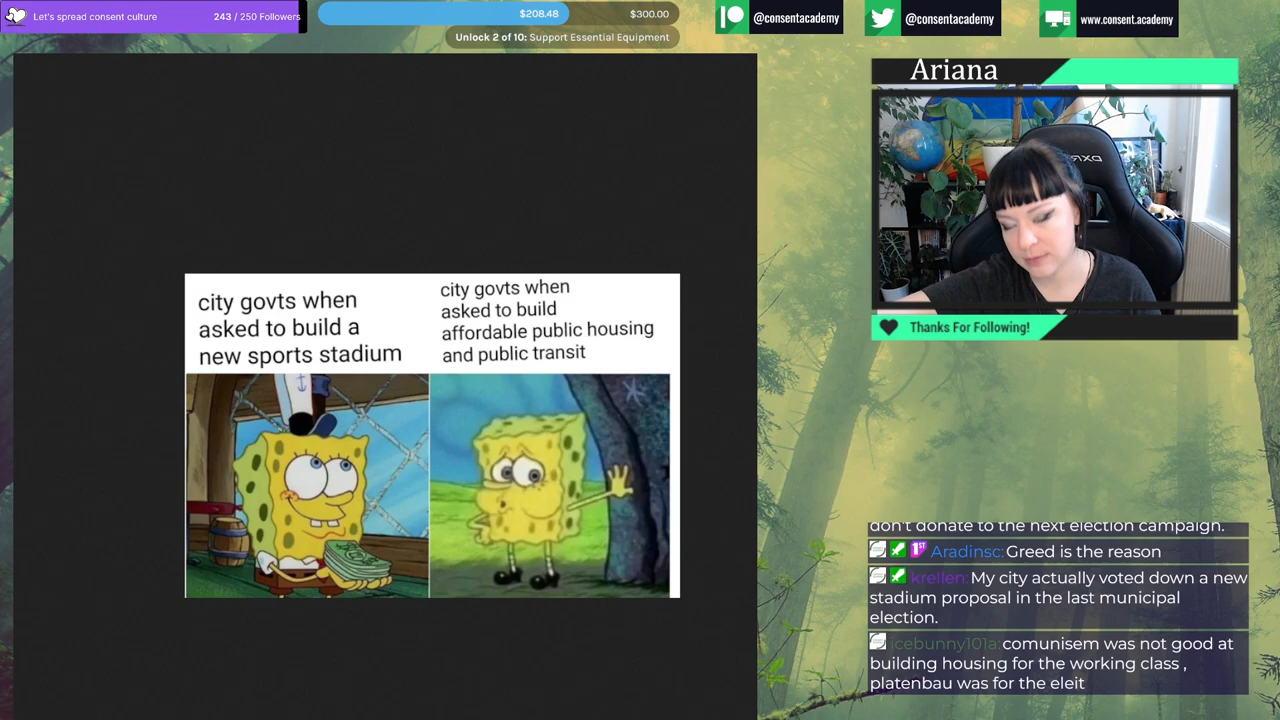 Let's spread consent culture
243 / 250 Followers
$208.48
$300.00
Unlock 2 of 10: Support Essential Equipment
@consentacademy
@consentacademy
www.consent.academy
Ariana
DXR
Thanks For Following!
city govts when
asked to build a
new sports stadium
city govts when
asked to build
affordable public housing
and public transit
don't donate to the next election campaign.
1ST Aradinsc: Greed is the reason
krellen: My city actually voted down a new
stadium proposal in the last municipal
election.
icebunny101a: comunisem was not good at
building housing for the working class ,
platenbau was for the eleit